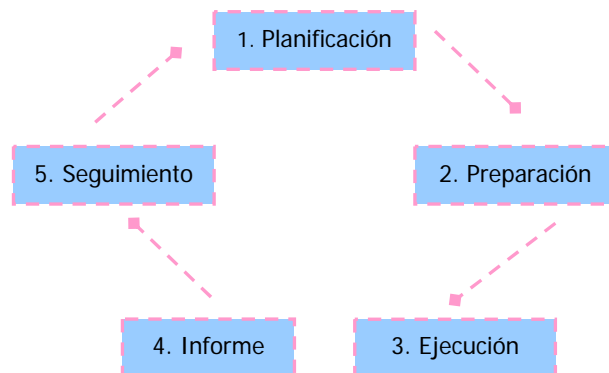 1. Planificación
2. Preparación
3. Ejecución
4. Informe
5. Seguimiento